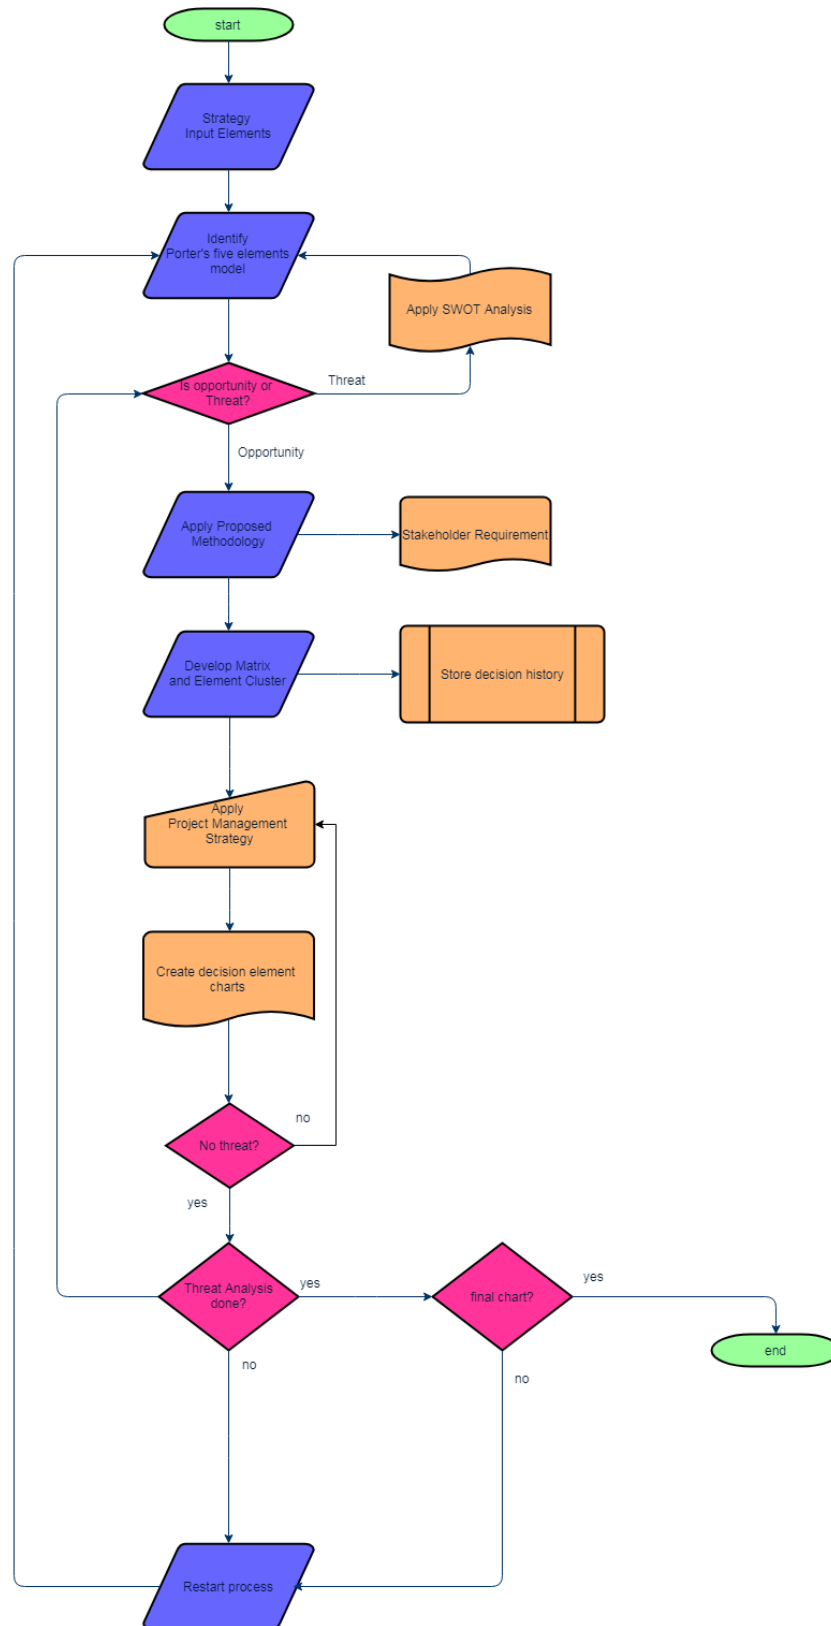 start
Strategy
Input Elements
Identify
Porter's five elements
model
Apply SWOT Analysis
Is opportunity or
Threat?
Threat
Opportunity
Apply Proposed
Methodology
Stakeholder Requirement
Develop Matrix
and Element Cluster
Store decision history
Apply
Project Management
Strategy
Create decision element
charts
no
No threat?
yes
Threat Analysis
done?
yes
final chart?
yes
end
no
no
Restart process